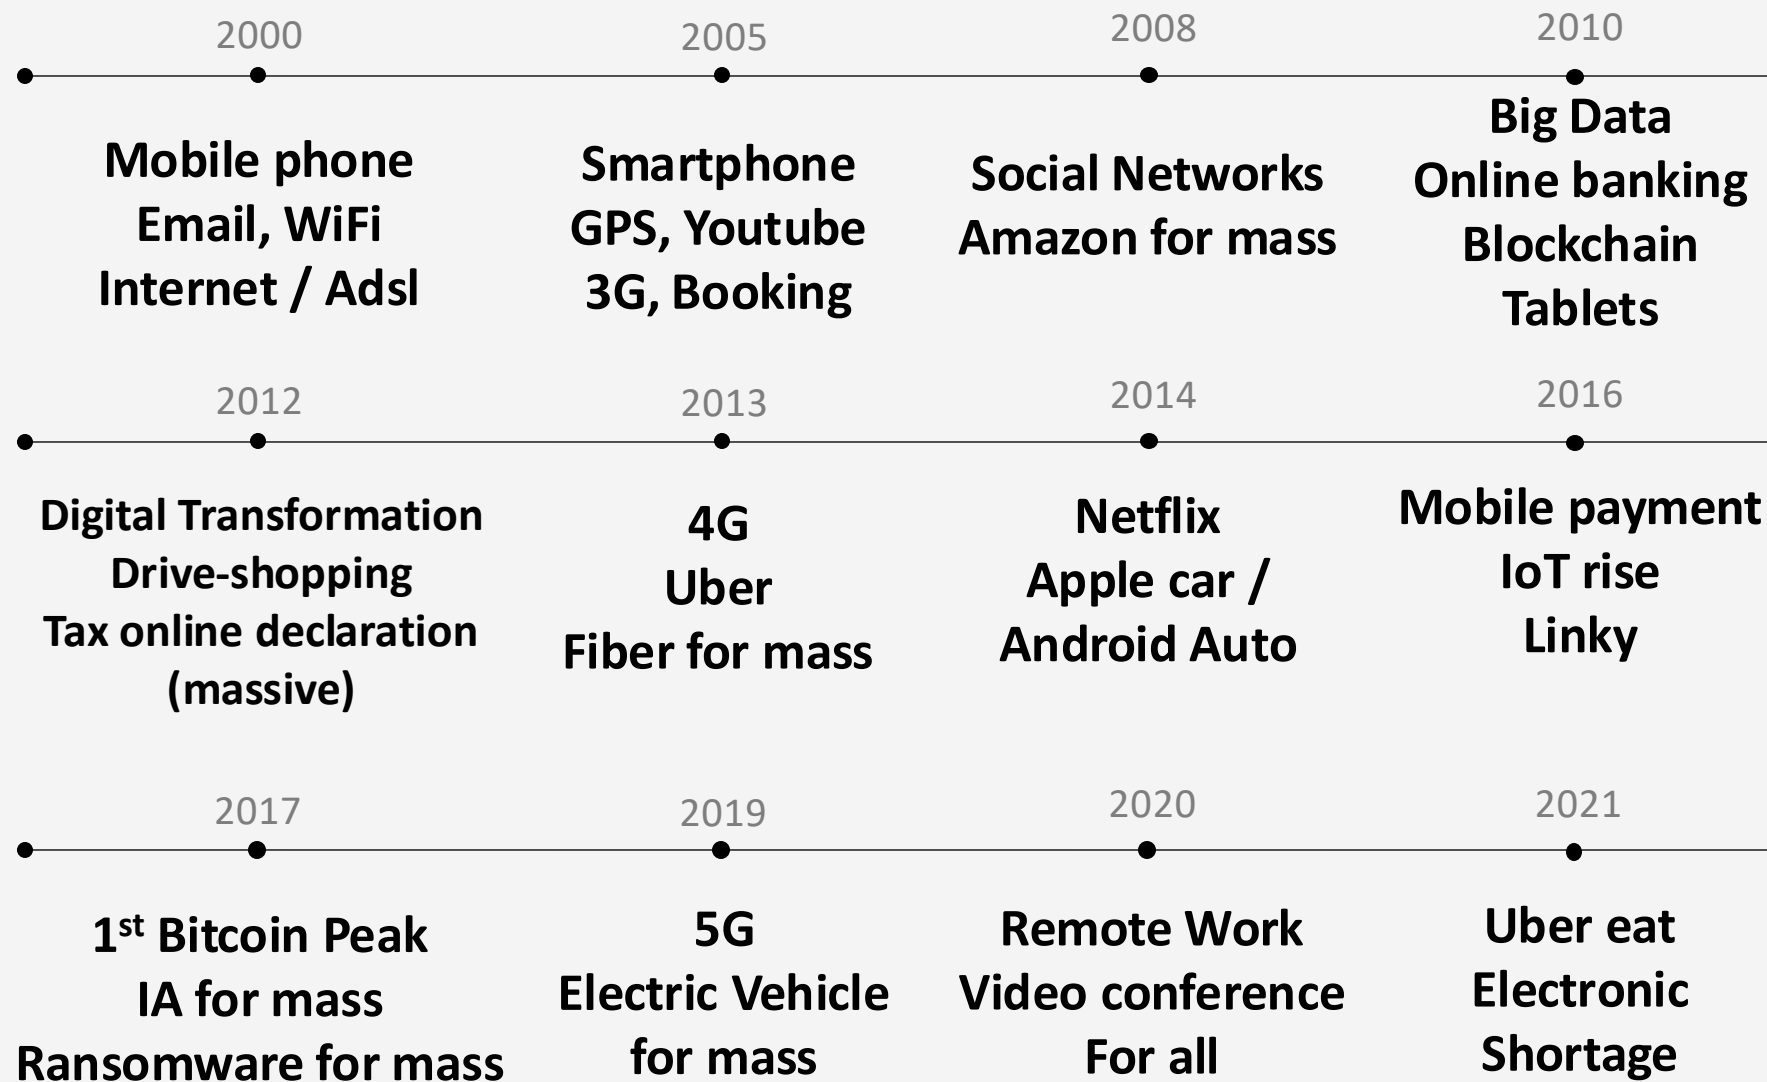 2000
Mobile phone
Email, WiFi
Internet / Adsl
2005
Smartphone
GPS, Youtube
3G, Booking
2008
Social Networks
Amazon for mass
2010
Big Data
Online banking
Blockchain
Tablets
2012
Digital Transformation
Drive-shopping
Tax online declaration
(massive)
2013
4G
Uber
Fiber for mass
2014
Netflix
Apple car /
Android Auto
2016
Mobile payment
IoT rise
Linky
2017
1st Bitcoin Peak
IA for mass
Ransomware for mass
2019
5G
Electric Vehicle
for mass
2020
Remote Work
Video conference
For all
2021
Uber eat
Electronic
Shortage